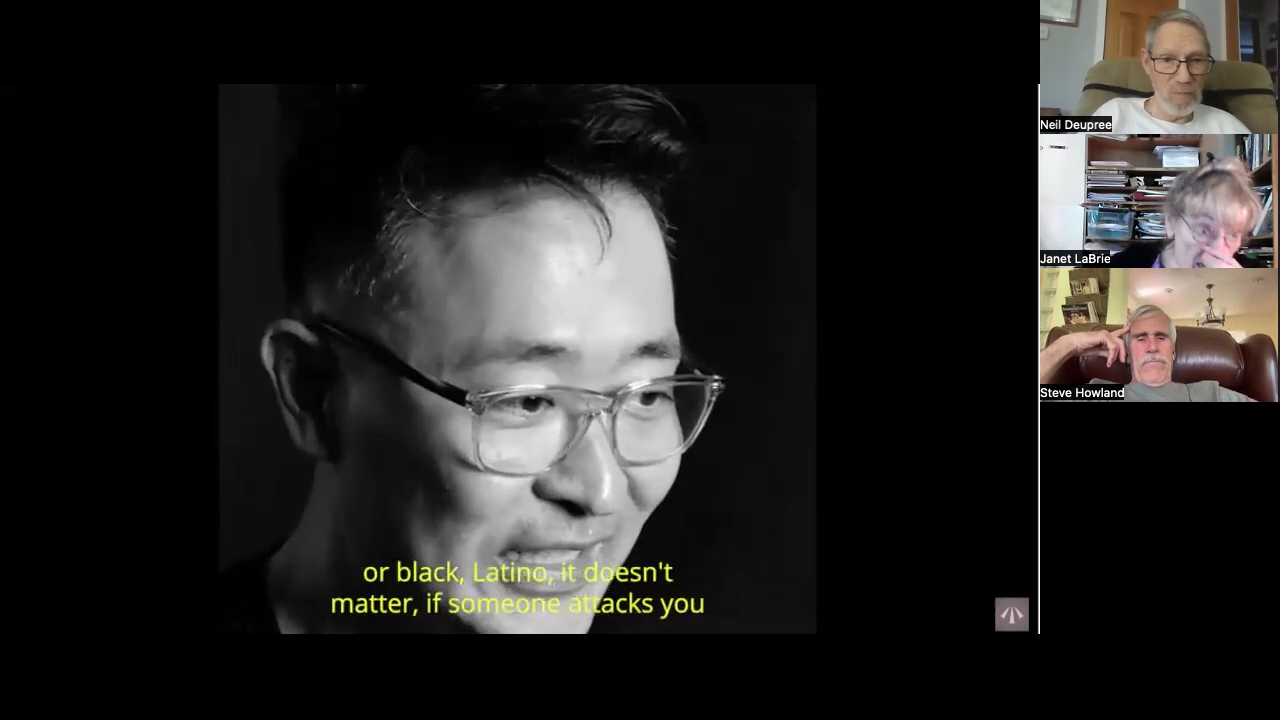 or black, Latino, it doesn't
matter, if someone attacks you
Neil Deupree
Janet LaBrie
Steve Howland